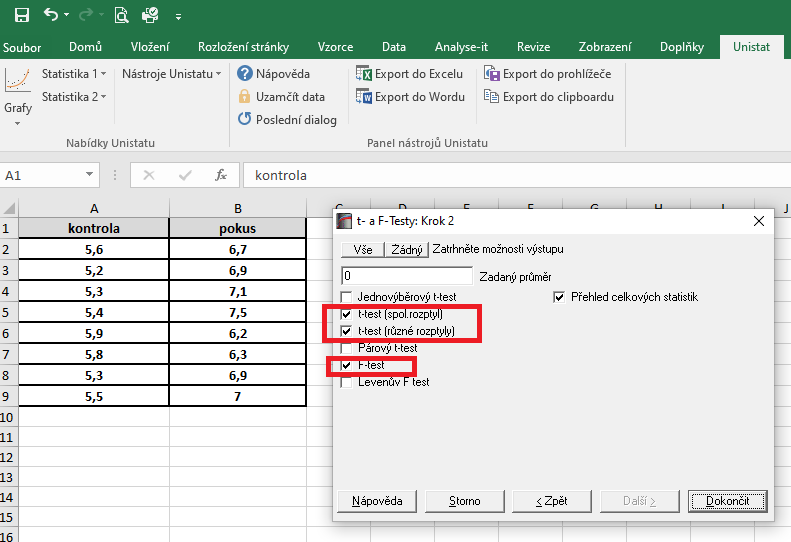 Soubor Domů Vložení Rozložení stránky Vzorce Data Analyse-it Revize Zobrazení Doplňky Unistat
Grafy
Statistika 1
Statistika 2
Nástroje Unistatu
Nabídky Unistatu
Nápověda
Uzamčít data
Poslední dialog
Export do Excelu
Export do Wordu
Export do prohlížeče
Export do clipboardu
Panel nástrojů Unistatu
A1 fx kontrola
A B C D E F G H I J
1 kontrola pokus
2 5,6 6,7
3 5,2 6,9
4 5,3 7,1
5 5,4 7,5
6 5,9 6,2
7 5,8 6,3
8 5,3 6,9
9 5,5 7
10
11
12
13
14
15
16
t- a F-Testy: Krok 2
Vše Žádný Zatrhněte možnosti výstupu
0 Zadaný průměr
Jednovýběrový t-test
Přehled celkových statistik
t-test (spol.rozptyl)
t-test (různé rozptyly)
Párový t-test
F-test
Levenův F test
Nápověda Storno < Zpět Další > Dokončit